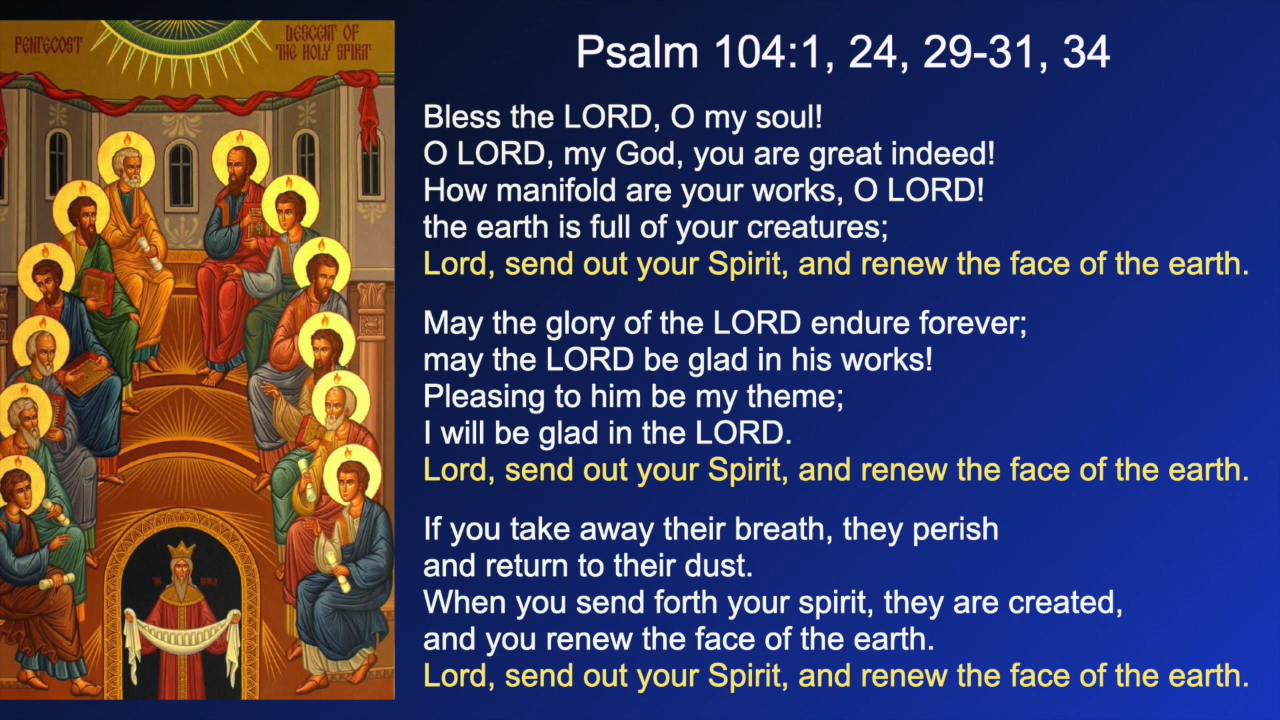 PENTECOST
DESCENT OF
THE HOLY SPIRIT
Psalm 104:1, 24, 29-31, 34
Bless the LORD, O my soul!
O LORD, my God, you are great indeed!
How manifold are your works, O LORD!
the earth is full of your creatures;
Lord, send out your Spirit, and renew the face of the earth.
May the glory of the LORD endure forever;
may the LORD be glad in his works!
Pleasing to him be my theme;
I will be glad in the LORD.
Lord, send out your Spirit, and renew the face of the earth.
If you take away their breath, they perish
and return to their dust.
When you send forth your spirit, they are created,
and you renew the face of the earth.
Lord, send out your Spirit, and renew the face of the earth.